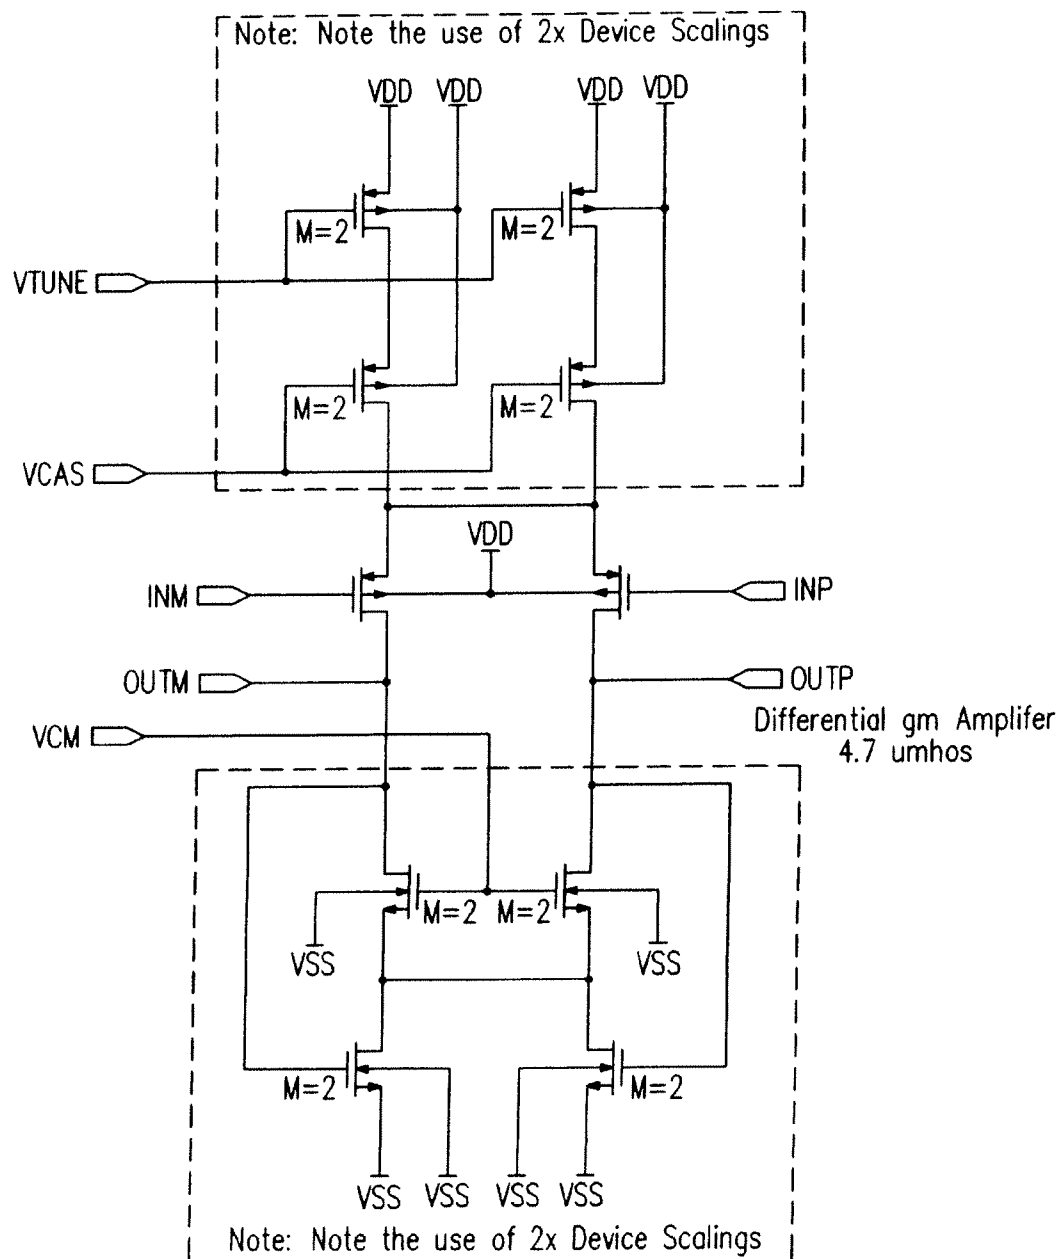 Note: Note the use of 2x Device Scalings
VDD VDD VDD VDD
M=2 M=2
VTUNE
M=2 M=2
VCAS
VDD
INM INP
OUTM OUTP
Differential gm Amplifer
4.7 umhos
VCM
M=2 M=2
VSS VSS
M=2 M=2
VSS VSS VSS VSS
Note: Note the use of 2x Device Scalings